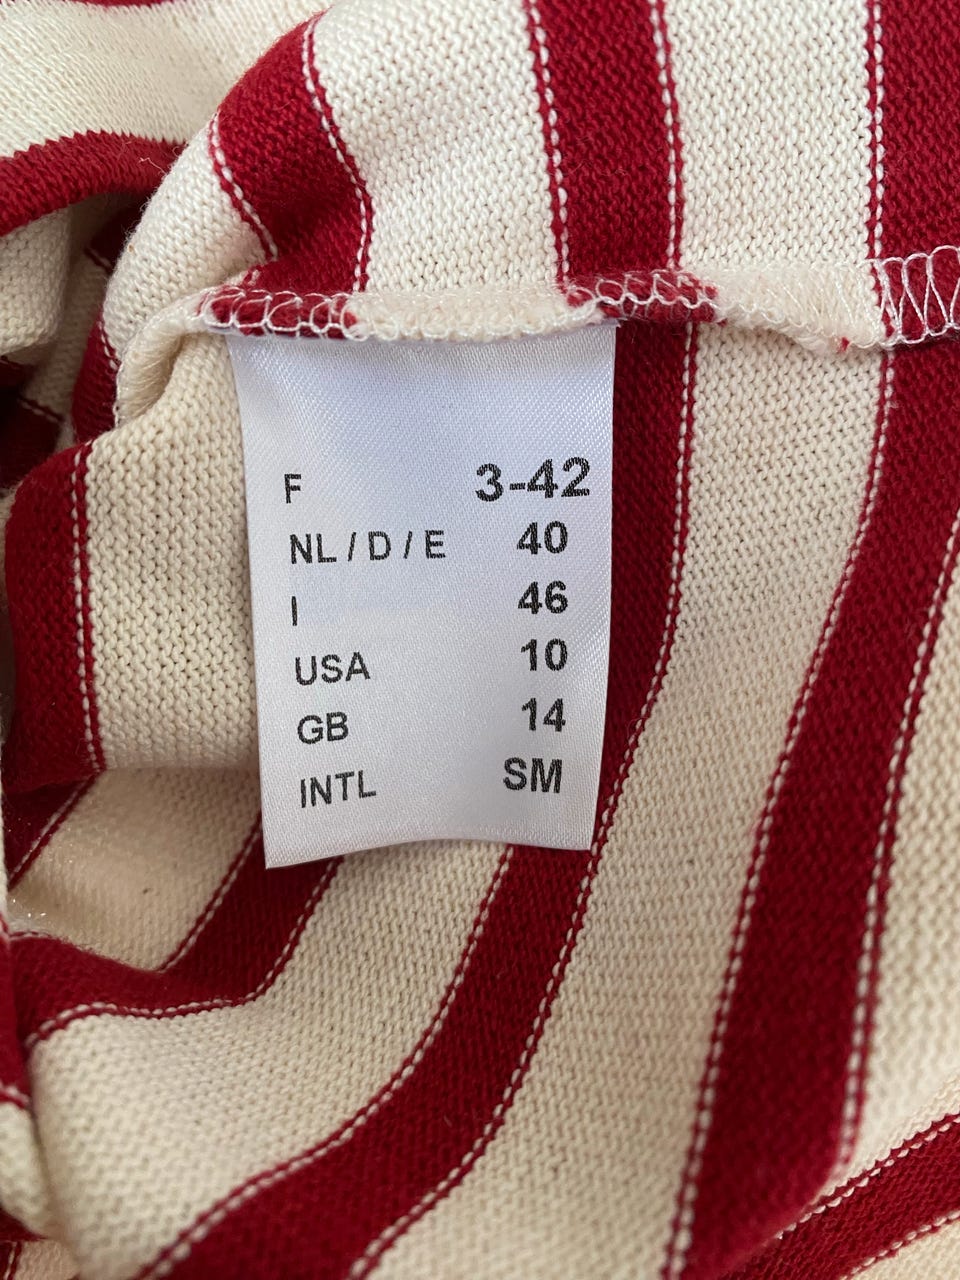 F 3-42
NL / D / E 40
I 46
USA 10
GB 14
INTL SM